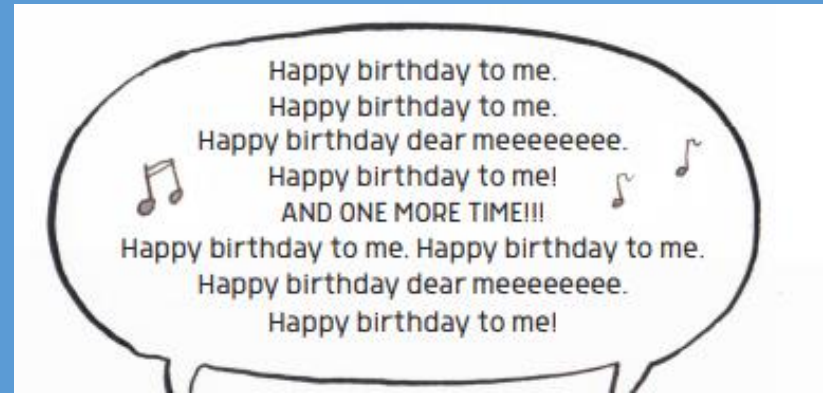 Happy birthday to me.
Happy birthday to me.
Happy birthday dear meeeeeeee.
Happy birthday to me!
AND ONE MORE TIME!!!
Happy birthday to me. Happy birthday to me.
Happy birthday dear meeeeeeee.
Happy birthday to me!